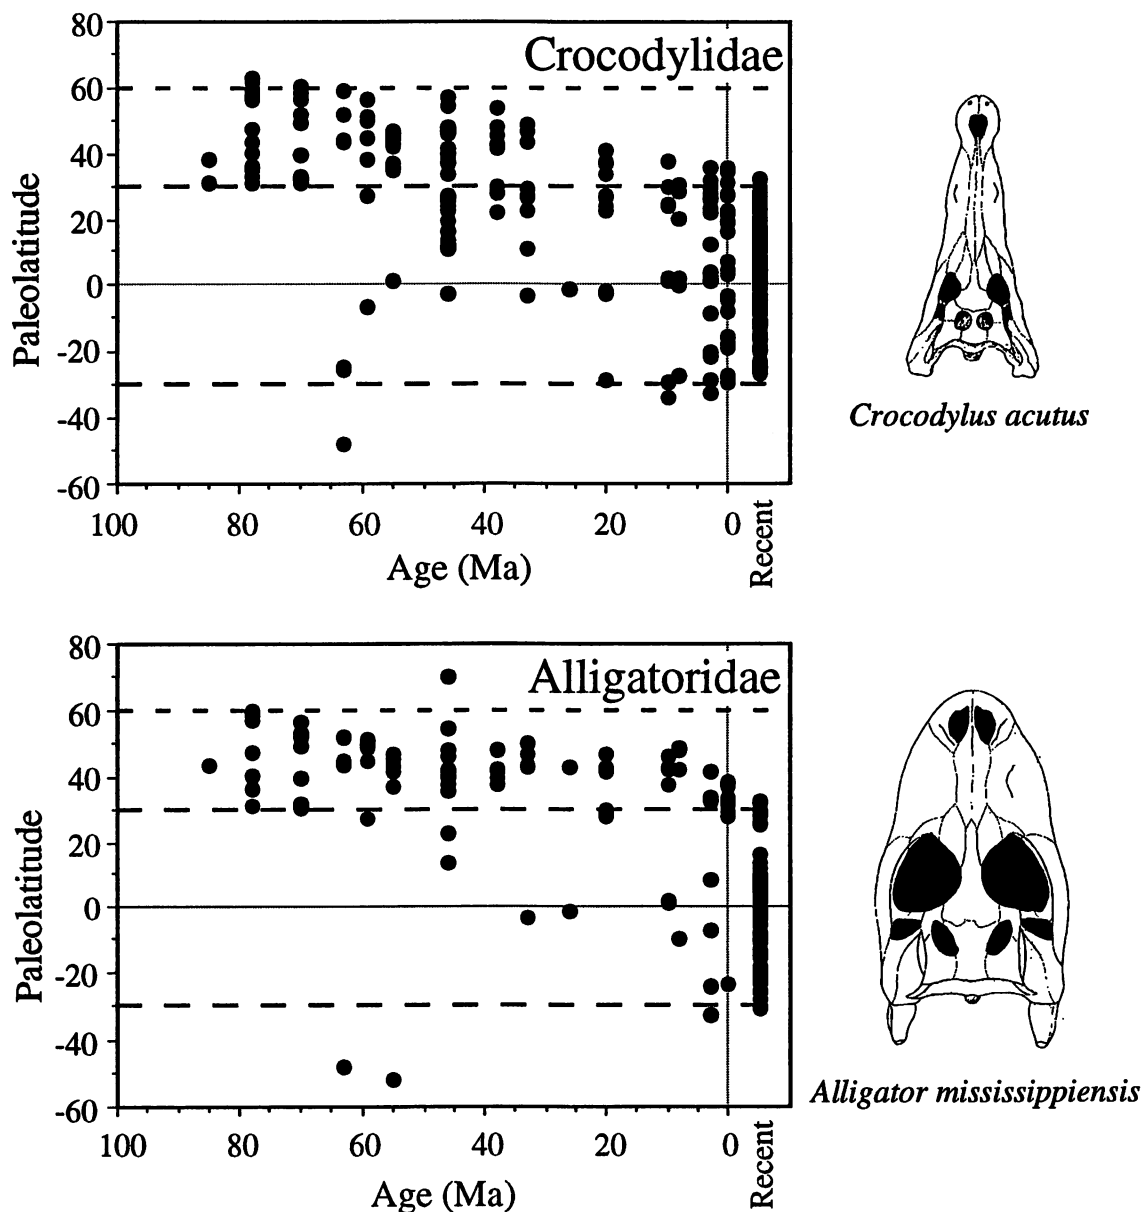 Crocodylidae
80
60
40
20
0
-20
-40
-60
Paleolatitude
100 80 60 40 20 0 Recent
Age (Ma)
Crocodylus acutus
Alligatoridae
80
60
40
20
0
-20
-40
-60
Paleolatitude
100 80 60 40 20 0 Recent
Age (Ma)
Alligator mississippiensis